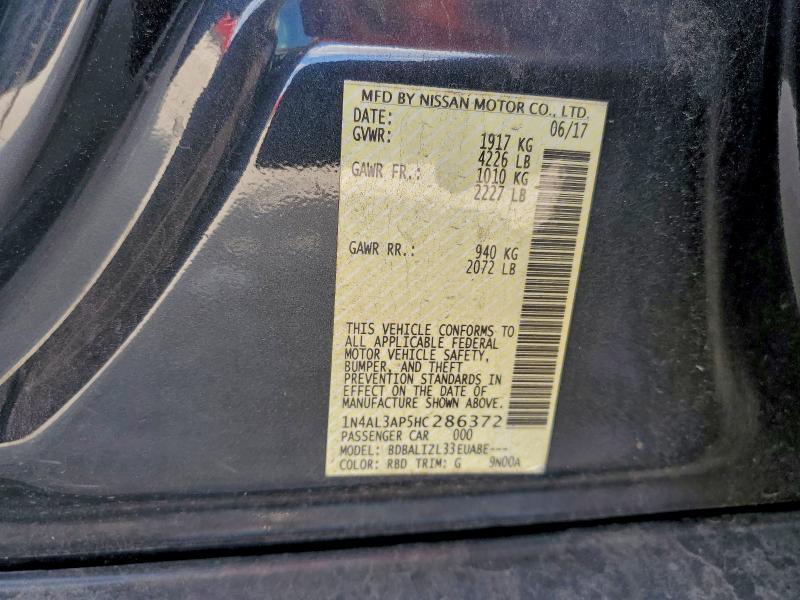 MFD BY NISSAN MOTOR CO., LTD.
DATE: 06/17
GVWR: 1917 KG
4226 LB
GAWR FR.: 1010 KG
2227 LB
GAWR RR.: 940 KG
2072 LB
THIS VEHICLE CONFORMS TO
ALL APPLICABLE FEDERAL
MOTOR VEHICLE SAFETY,
BUMPER, AND THEFT
PREVENTION STANDARDS IN
EFFECT ON THE DATE OF
MANUFACTURE SHOWN ABOVE.
1N4AL3AP5HC286372
PASSENGER CAR 000
MODEL: BDBALIZL33EUABE---
COLOR: RBD TRIM: G 9N00A